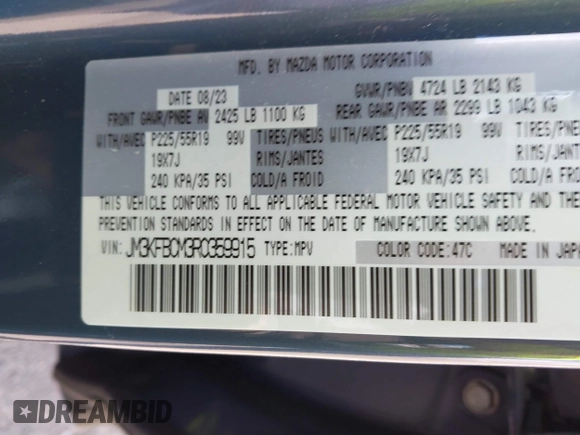 MFD. BY MAZDA MOTOR CORPORATION
DATE 08/23
GVWR/PNBV 4724 LB 2143 KG
FRONT GAWR/PNBE AV 2425 LB 1100 KG
REAR GAWR/PNBE AR 2299 LB 1043 KG
WITH/AVEC P225/55R19 99V TIRES/PNEUS
WITH/AVEC P225/55R19 99V TIRES/PNEU
19X7J RIMS/JANTES
19X7J RIMS/JANTES
240 KPA/35 PSI COLD/A FROID
240 KPA/35 PSI COLD/A FROI
THIS VEHICLE CONFORMS TO ALL APPLICABLE FEDERAL MOTOR VEHICLE SAFETY AND THE
PREVENTION STANDARDS IN EFFECT ON THE DATE OF MANUFACTURE SHOWN ABOVE.
VIN: JM3KFBCM3R0359915 TYPE:MPV COLOR CODE:47C MADE IN JAPA
DREAMBID